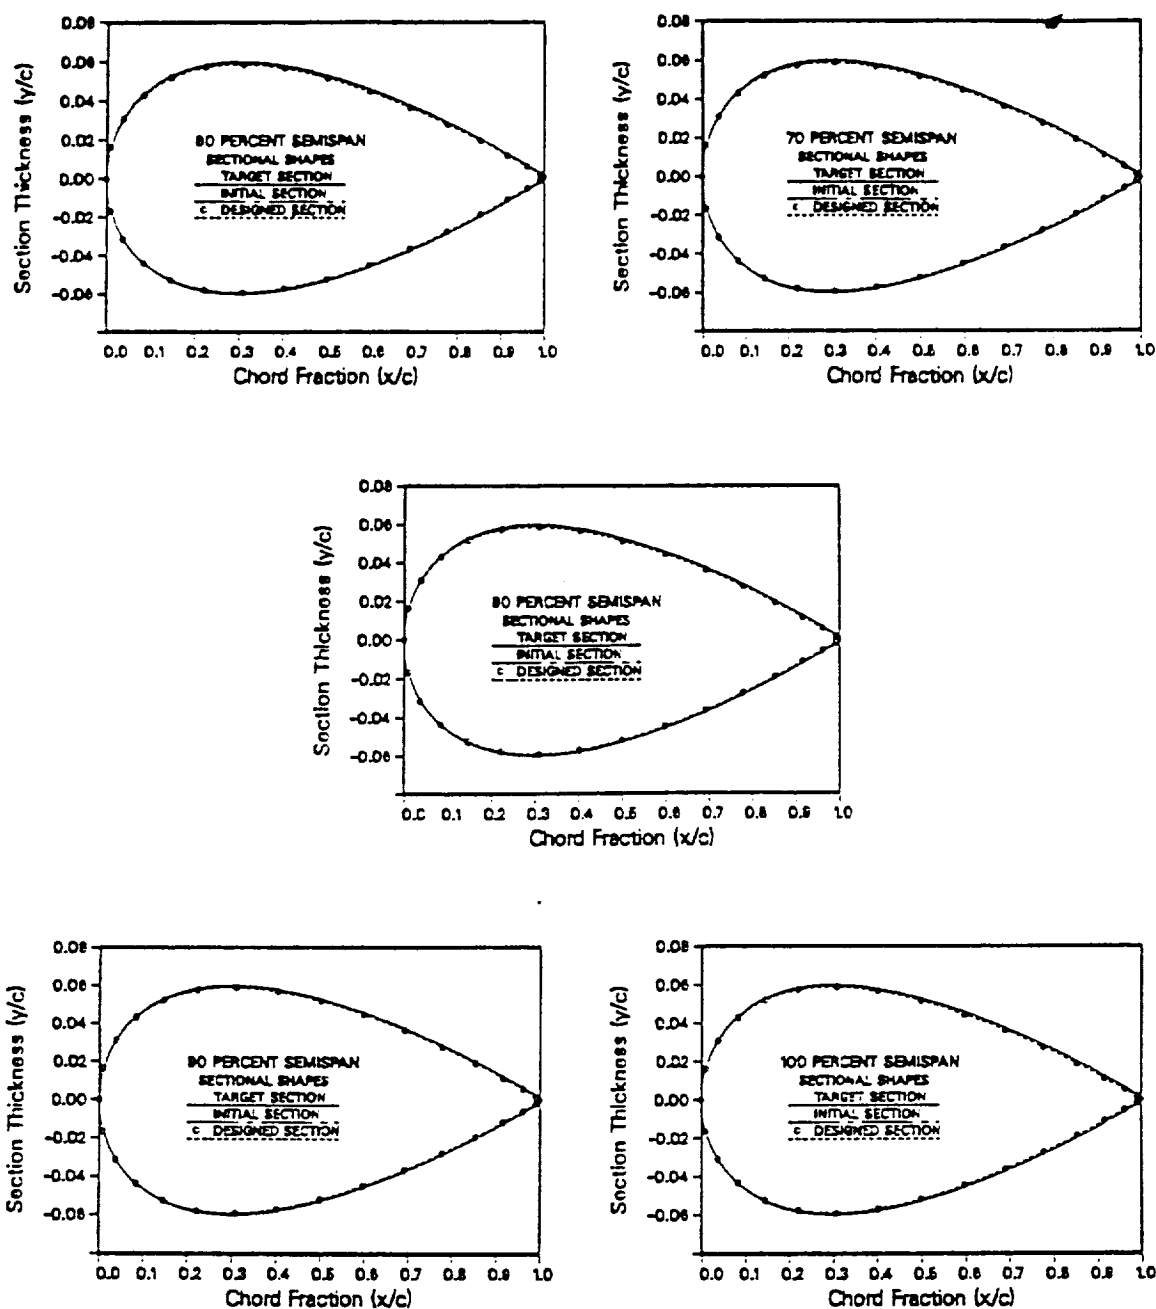 0.08
0.06
0.04
0.02
0.00
-0.02
-0.04
-0.06
Section Thickness (y/c)
60 PERCENT SEMISPAN
SECTIONAL SHAPES
TARGET SECTION
INITIAL SECTION
DESIGNED SECTION
0.0 0.1 0.2 0.3 0.4 0.5 0.6 0.7 0.8 0.9 1.0
Chord Fraction (x/c)
0.08
0.06
0.04
0.02
0.00
-0.02
-0.04
-0.06
Section Thickness (y/c)
70 PERCENT SEMISPAN
SECTIONAL SHAPES
TARGET SECTION
INITIAL SECTION
DESIGNED SECTION
0.0 0.1 0.2 0.3 0.4 0.5 0.6 0.7 0.8 0.9 1.0
Chord Fraction (x/c)
0.08
0.06
0.04
0.02
0.00
-0.02
-0.04
-0.06
Section Thickness (y/c)
80 PERCENT SEMISPAN
SECTIONAL SHAPES
TARGET SECTION
INITIAL SECTION
DESIGNED SECTION
0.0 0.1 0.2 0.3 0.4 0.5 0.6 0.7 0.8 0.9 1.0
Chord Fraction (x/c)
0.08
0.06
0.04
0.02
0.00
-0.02
-0.04
-0.06
Section Thickness (y/c)
90 PERCENT SEMISPAN
SECTIONAL SHAPES
TARGET SECTION
INITIAL SECTION
DESIGNED SECTION
0.0 0.1 0.2 0.3 0.4 0.5 0.6 0.7 0.8 0.9 1.0
Chord Fraction (x/c)
0.08
0.06
0.04
0.02
0.00
-0.02
-0.04
-0.06
Section Thickness (y/c)
100 PERCENT SEMISPAN
SECTIONAL SHAPES
TARGET SECTION
INITIAL SECTION
DESIGNED SECTION
0.0 0.1 0.2 0.3 0.4 0.5 0.6 0.7 0.8 0.9 1.0
Chord Fraction (x/c)